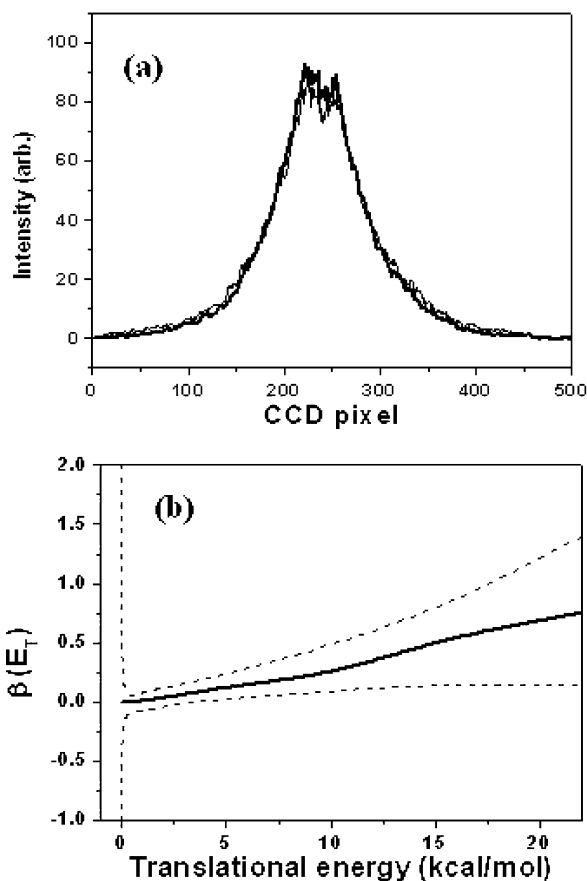 (a)
Intensity (arb.)
100
80
60
40
20
0
0 100 200 300 400 500
CCD pixel
(b)
β (E_T)
2.0
1.5
1.0
0.5
0.0
-0.5
-1.0
0 5 10 15 20
Translational energy (kcal/mol)